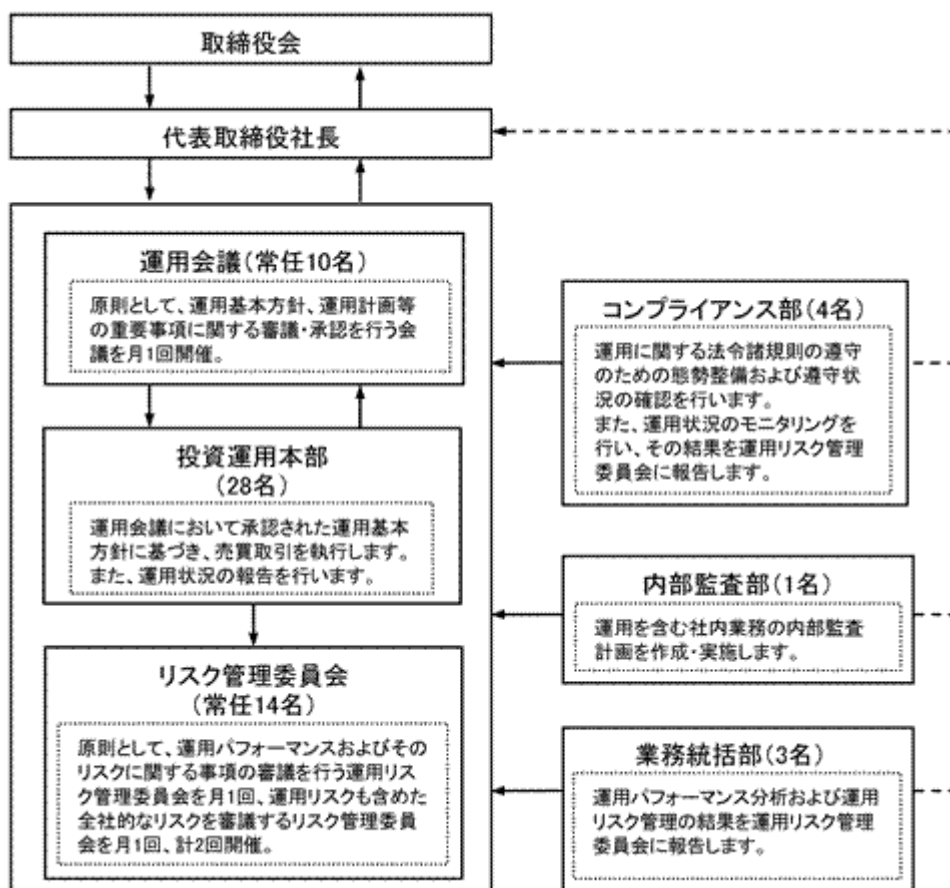 取締役会
代表取締役社長
運用会議(常任10名)
原則として、運用基本方針、運用計画等
の重要事項に関する審議・承認を行う会
議を月1回開催。
投資運用本部
(28名)
運用会議において承認された運用基本
方針に基づき、売買取引を執行します。
また、運用状況の報告を行います。
リスク管理委員会
(常任14名)
原則として、運用パフォーマンスおよびその
リスクに関する事項の審議を行う運用リス
ク管理委員会を月1回、運用リスクも含めた
全社的なリスクを審議するリスク管理委員
会を月1回、計2回開催。
コンプライアンス部(4名)
運用に関する法令諸規則の遵守
のための態勢整備および遵守状
況の確認を行います。
また、運用状況のモニタリングを
行い、その結果を運用リスク管理
委員会に報告します。
内部監査部(1名)
運用を含む社内業務の内部監査
計画を作成・実施します。
業務統括部(3名)
運用パフォーマンス分析および運用
リスク管理の結果を運用リスク管理
委員会に報告します。